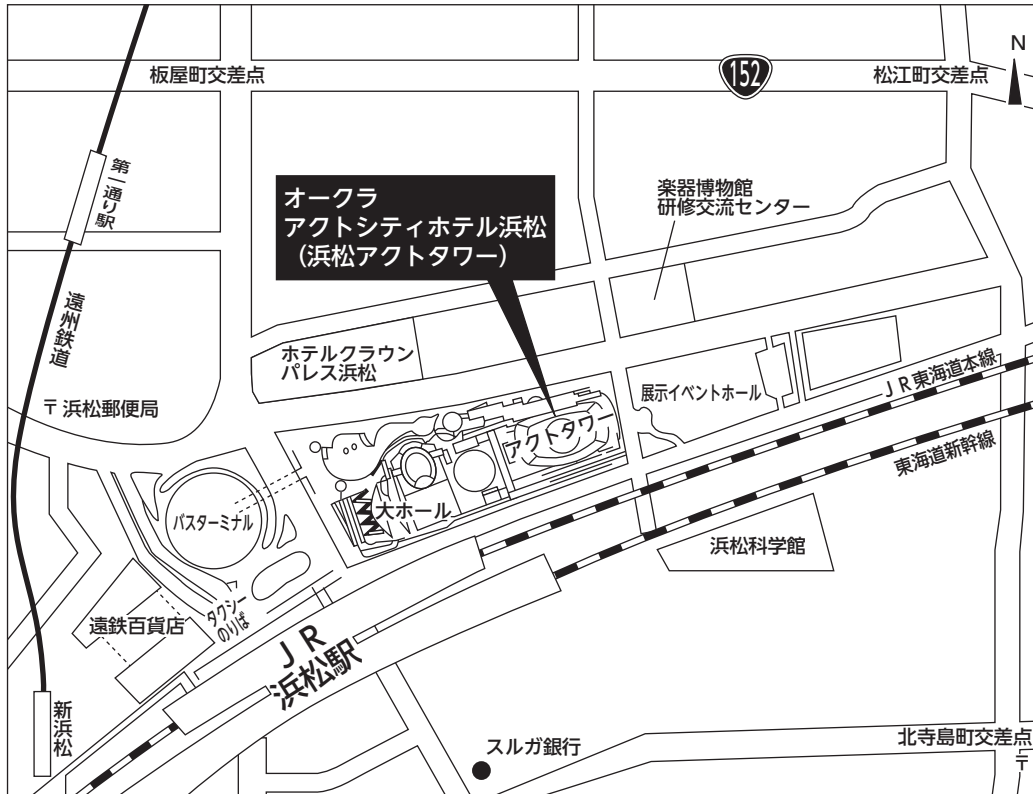 板屋町交差点
152
松江町交差点
N
第一通り駅
オークラ
アクトシティホテル浜松
(浜松アクトタワー)
楽器博物館
研修交流センター
遠州鉄道
ホテルクラウン
パレス浜松
展示イベントホール
JR東海道本線
〒浜松郵便局
アクトタワー
東海道新幹線
大ホール
バスターミナル
浜松科学館
タクシー
のりば
遠鉄百貨店
JR
浜松駅
新浜松
スルガ銀行
北寺島町交差点
〒